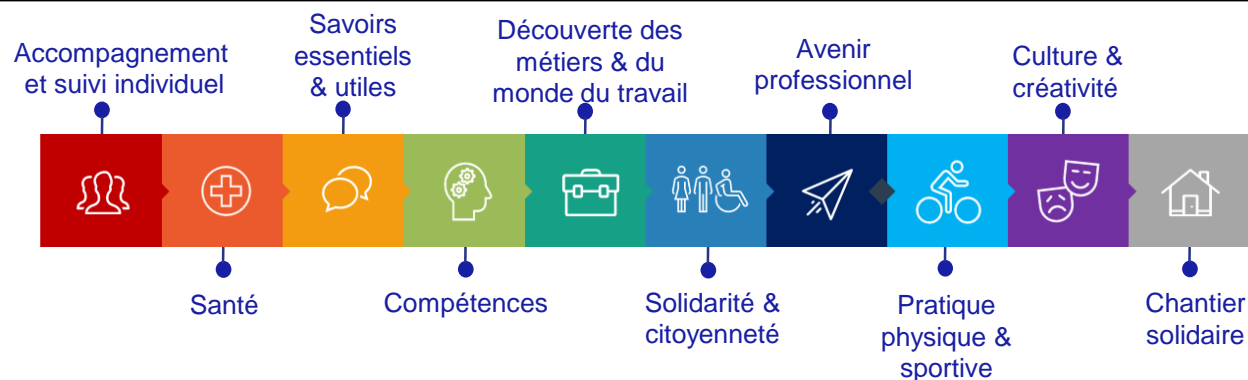 Accompagnement
et suivi individuel
Savoirs
essentiels
& utiles
Découverte des
métiers & du
monde du travail
Avenir
professionnel
Culture &
créativité
Santé
Compétences
Solidarité &
citoyenneté
Pratique
physique &
sportive
Chantier
solidaire